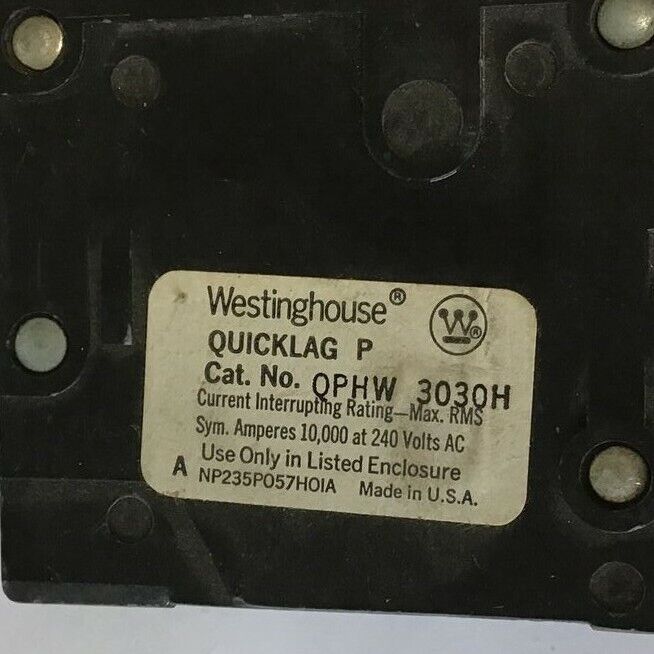 Westinghouse®
W®
QUICKLAG P
Cat. No. QPHW 3030H
Current Interrupting Rating—Max. RMS
Sym. Amperes 10,000 at 240 Volts AC
Use Only in Listed Enclosure
A NP235P057H01A Made in U.S.A.